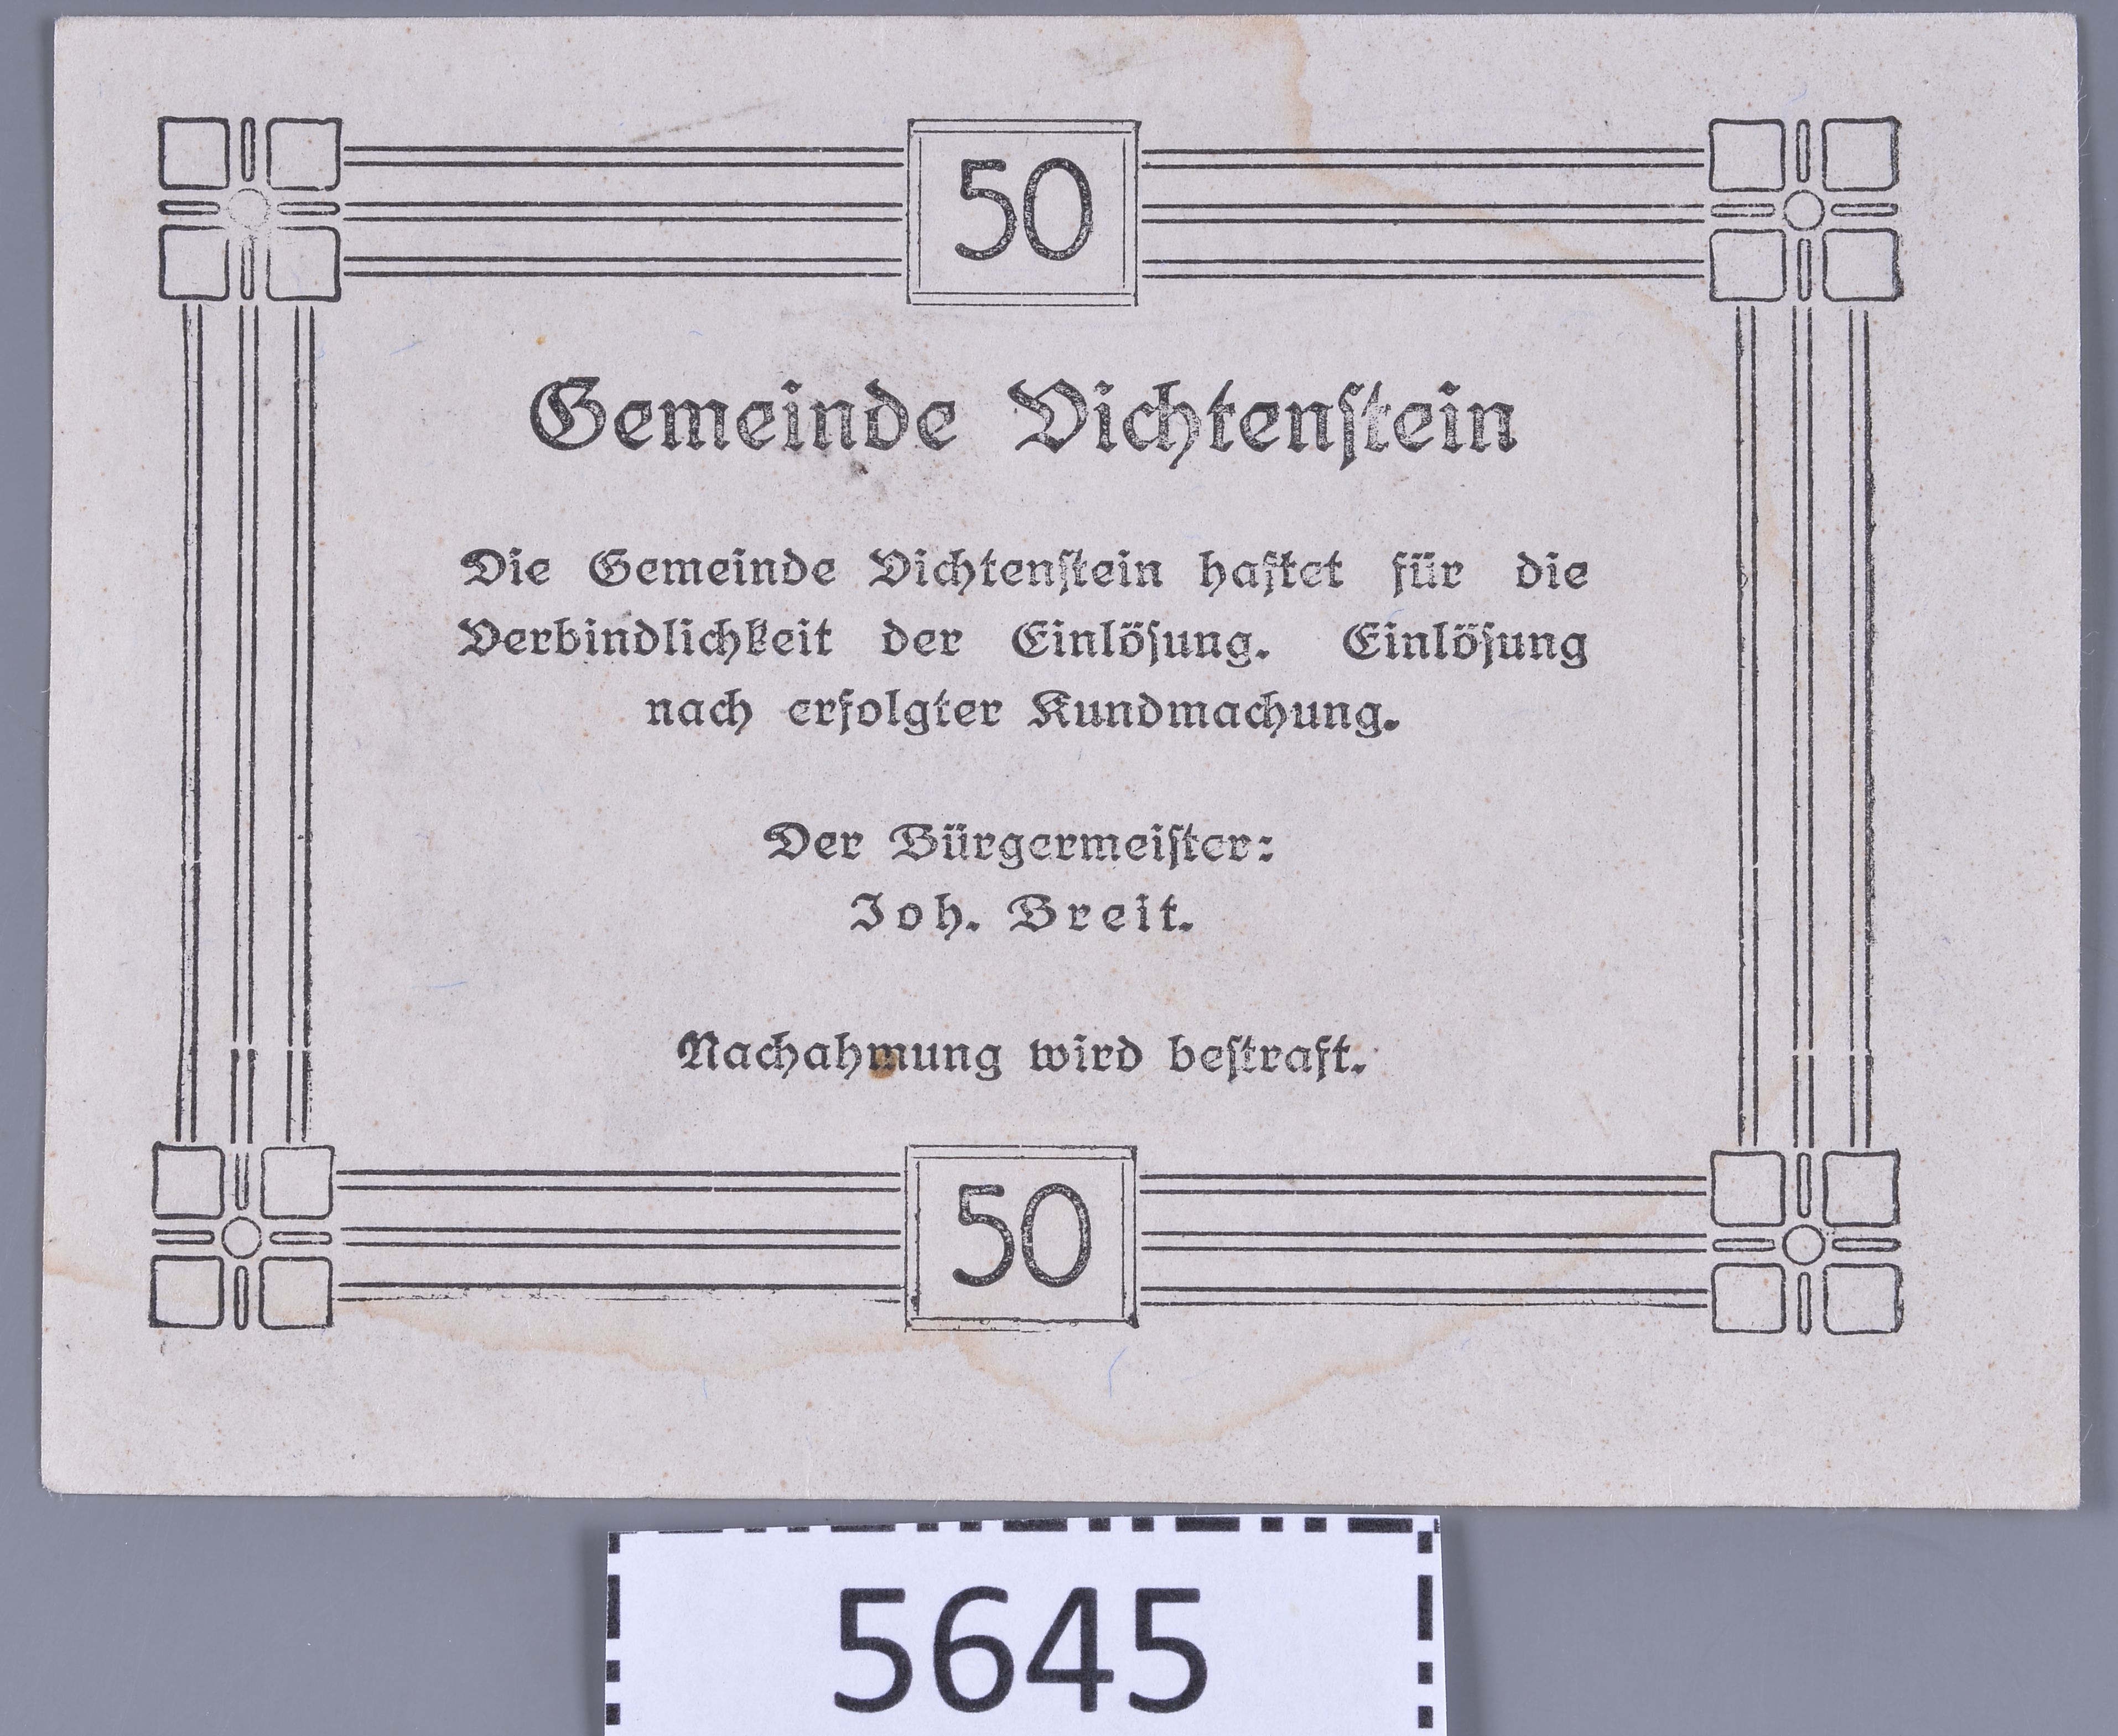 50
Gemeinde Vichtenstein
Die Gemeinde Vichtenstein haftet für die
Verbindlichkeit der Einlösung. Einlösung
nach erfolgter Kundmachung.
Der Bürgermeister:
Joh. Breit.
Nachahmung wird bestraft.
50
5645